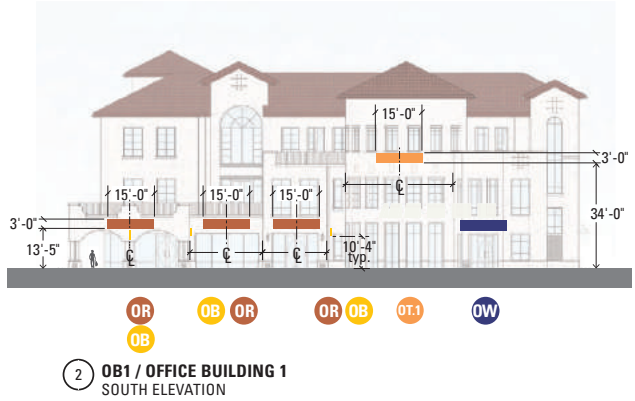 15'-0"
3'-0"
15'-0" 15'-0" 15'-0"
℄
3'-0"
34'-0"
13'-5"
10'-4"
typ.
℄ ℄ ℄
OR OB OR OR OB OT.1 OW
OB
2 OB1 / OFFICE BUILDING 1
SOUTH ELEVATION